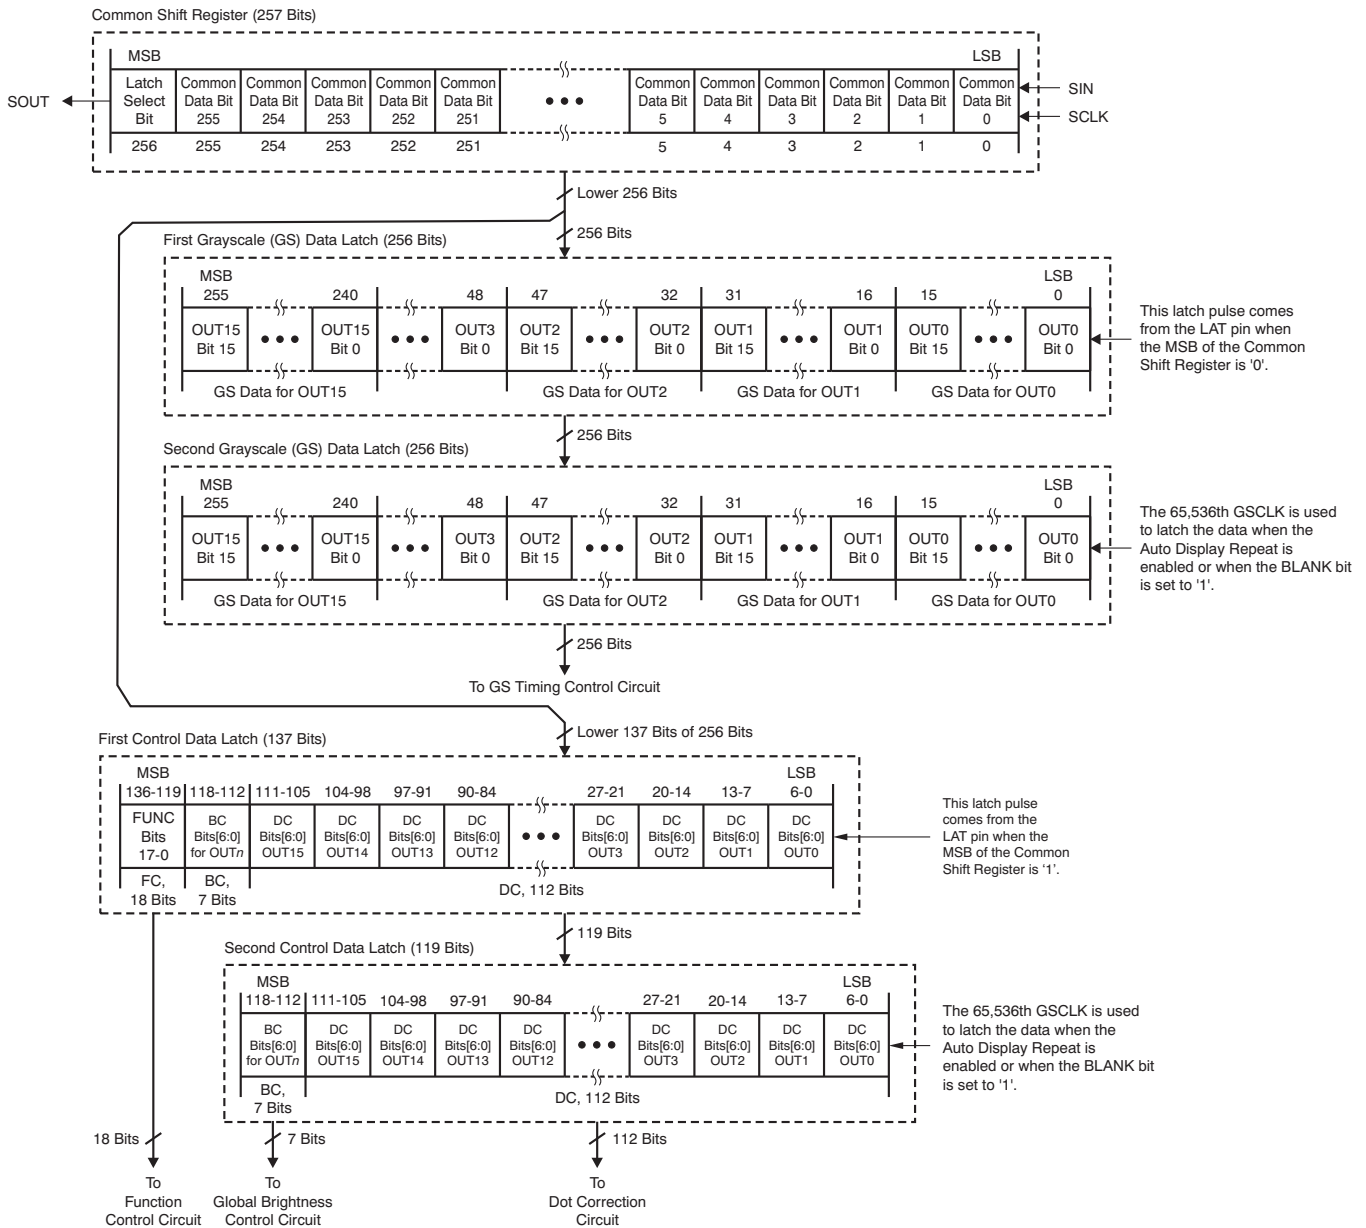 Common Shift Register (257 Bits)
MSB LSB
Latch Select Bit
Common Data Bit 255
Common Data Bit 254
Common Data Bit 253
Common Data Bit 252
Common Data Bit 251
Common Data Bit 5
Common Data Bit 4
Common Data Bit 3
Common Data Bit 2
Common Data Bit 1
Common Data Bit 0
SOUT
SIN
SCLK
256 255 254 253 252 251 5 4 3 2 1 0
Lower 256 Bits
256 Bits
First Grayscale (GS) Data Latch (256 Bits)
MSB LSB
255 240 48 47 32 31 16 15 0
OUT15 Bit 15
OUT15 Bit 0
OUT3 Bit 0
OUT2 Bit 15
OUT2 Bit 0
OUT1 Bit 15
OUT1 Bit 0
OUT0 Bit 15
OUT0 Bit 0
GS Data for OUT15 GS Data for OUT2 GS Data for OUT1 GS Data for OUT0
This latch pulse comes
from the LAT pin when
the MSB of the Common
Shift Register is '0'.
256 Bits
Second Grayscale (GS) Data Latch (256 Bits)
MSB LSB
255 240 48 47 32 31 16 15 0
OUT15 Bit 15
OUT15 Bit 0
OUT3 Bit 0
OUT2 Bit 15
OUT2 Bit 0
OUT1 Bit 15
OUT1 Bit 0
OUT0 Bit 15
OUT0 Bit 0
GS Data for OUT15 GS Data for OUT2 GS Data for OUT1 GS Data for OUT0
The 65,536th GSCLK is used
to latch the data when the
Auto Display Repeat is
enabled or when the BLANK bit
is set to '1'.
256 Bits
To GS Timing Control Circuit
Lower 137 Bits of 256 Bits
First Control Data Latch (137 Bits)
MSB LSB
136-119 118-112 111-105 104-98 97-91 90-84 27-21 20-14 13-7 6-0
FUNC Bits 17-0
BC Bits[6:0] for OUTn
DC Bits[6:0] OUT15
DC Bits[6:0] OUT14
DC Bits[6:0] OUT13
DC Bits[6:0] OUT12
DC Bits[6:0] OUT3
DC Bits[6:0] OUT2
DC Bits[6:0] OUT1
DC Bits[6:0] OUT0
FC, 18 Bits
BC, 7 Bits
DC, 112 Bits
This latch pulse
comes from the
LAT pin when the
MSB of the Common
Shift Register is '1'.
119 Bits
Second Control Data Latch (119 Bits)
MSB LSB
118-112 111-105 104-98 97-91 90-84 27-21 20-14 13-7 6-0
BC Bits[6:0] for OUTn
DC Bits[6:0] OUT15
DC Bits[6:0] OUT14
DC Bits[6:0] OUT13
DC Bits[6:0] OUT12
DC Bits[6:0] OUT3
DC Bits[6:0] OUT2
DC Bits[6:0] OUT1
DC Bits[6:0] OUT0
BC, 7 Bits
DC, 112 Bits
The 65,536th GSCLK is used
to latch the data when the
Auto Display Repeat is
enabled or when the BLANK bit
is set to '1'.
18 Bits
7 Bits
112 Bits
To Function Control Circuit
To Global Brightness Control Circuit
To Dot Correction Circuit